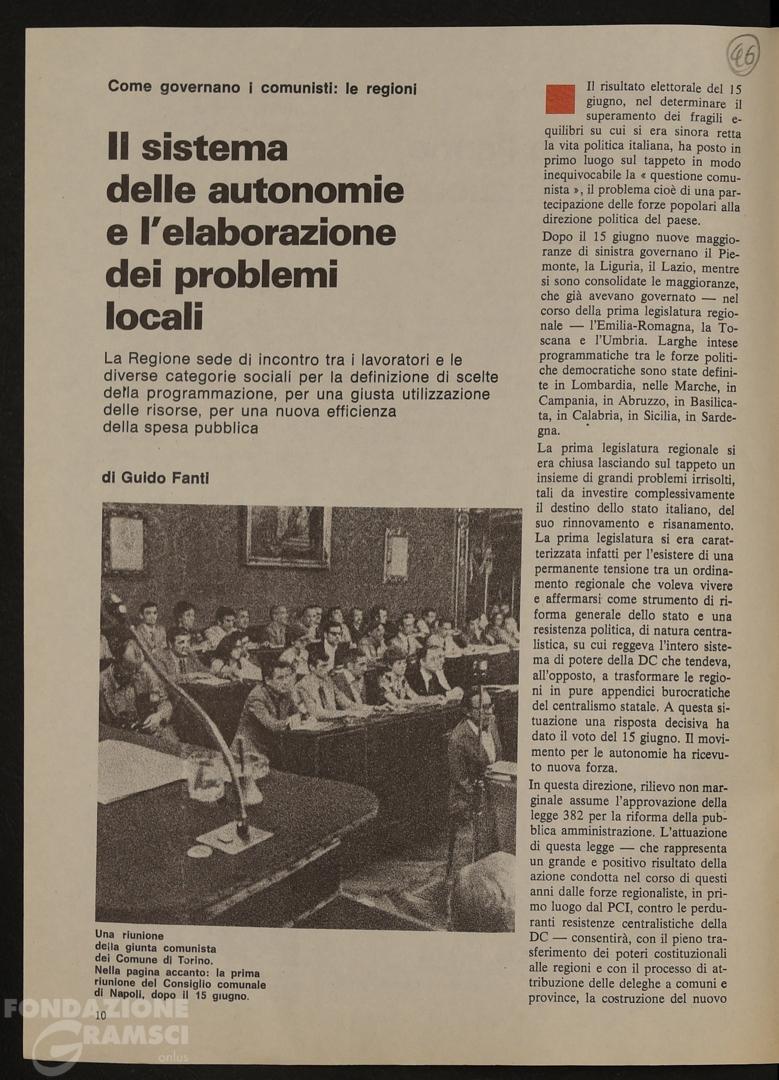 46
Come governano i comunisti: le regioni
Il sistema
delle autonomie
e l'elaborazione
dei problemi
locali
La Regione sede di incontro tra i lavoratori e le
diverse categorie sociali per la definizione di scelte
della programmazione, per una giusta utilizzazione
delle risorse, per una nuova efficienza
della spesa pubblica
di Guido Fanti
Una riunione
della giunta comunista
dei Comune di Torino.
Nella pagina accanto: la prima
riunione del Consiglio comunale
di Napoli, dopo il 15 giugno.
10
Il risultato elettorale del 15
giugno, nel determinare il
superamento dei fragili e-
quilibri su cui si era sinora retta
la vita politica italiana, ha posto in
primo luogo sul tappeto in modo
inequivocabile la « questione comu-
nista », il problema cioè di una par-
tecipazione delle forze popolari alla
direzione politica del paese.
Dopo il 15 giugno nuove maggio-
ranze di sinistra governano il Pie-
monte, la Liguria, il Lazio, mentre
si sono consolidate le maggioranze,
che già avevano governato — nel
corso della prima legislatura regio-
nale — l'Emilia-Romagna, la To-
scana e l'Umbria. Larghe intese
programmatiche tra le forze politi-
che democratiche sono state defini-
te in Lombardia, nelle Marche, in
Campania, in Abruzzo, in Basilica-
ta, in Calabria, in Sicilia, in Sarde-
gna.
La prima legislatura regionale si
era chiusa lasciando sul tappeto un
insieme di grandi problemi irrisolti,
tali da investire complessivamente
il destino dello stato italiano, del
suo rinnovamento e risanamento.
La prima legislatura si era carat-
terizzata infatti per l'esistere di una
permanente tensione tra un ordina-
mento regionale che voleva vivere
e affermarsi come strumento di ri-
forma generale dello stato e una
resistenza politica, di natura centra-
listica, su cui reggeva l'intero siste-
ma di potere della DC che tendeva,
all'opposto, a trasformare le regio-
ni in pure appendici burocratiche
del centralismo statale. A questa si-
tuazione una risposta decisiva ha
dato il voto del 15 giugno. Il movi-
mento per le autonomie ha ricevu-
to nuova forza.
In questa direzione, rilievo non mar-
ginale assume l'approvazione della
legge 382 per la riforma della pub-
blica amministrazione. L'attuazione
di questa legge — che rappresenta
un grande e positivo risultato della
azione condotta nel corso di questi
anni dalle forze regionaliste, in pri-
mo luogo dal PCI, contro le perdu-
ranti resistenze centralistiche della
DC — consentirà, con il pieno tra-
sferimento dei poteri costituzionali
alle regioni e con il processo di at-
tribuzione delle deleghe a comuni e
province, la costruzione del nuovo
FONDAZIONE
GRAMSCI
onlus